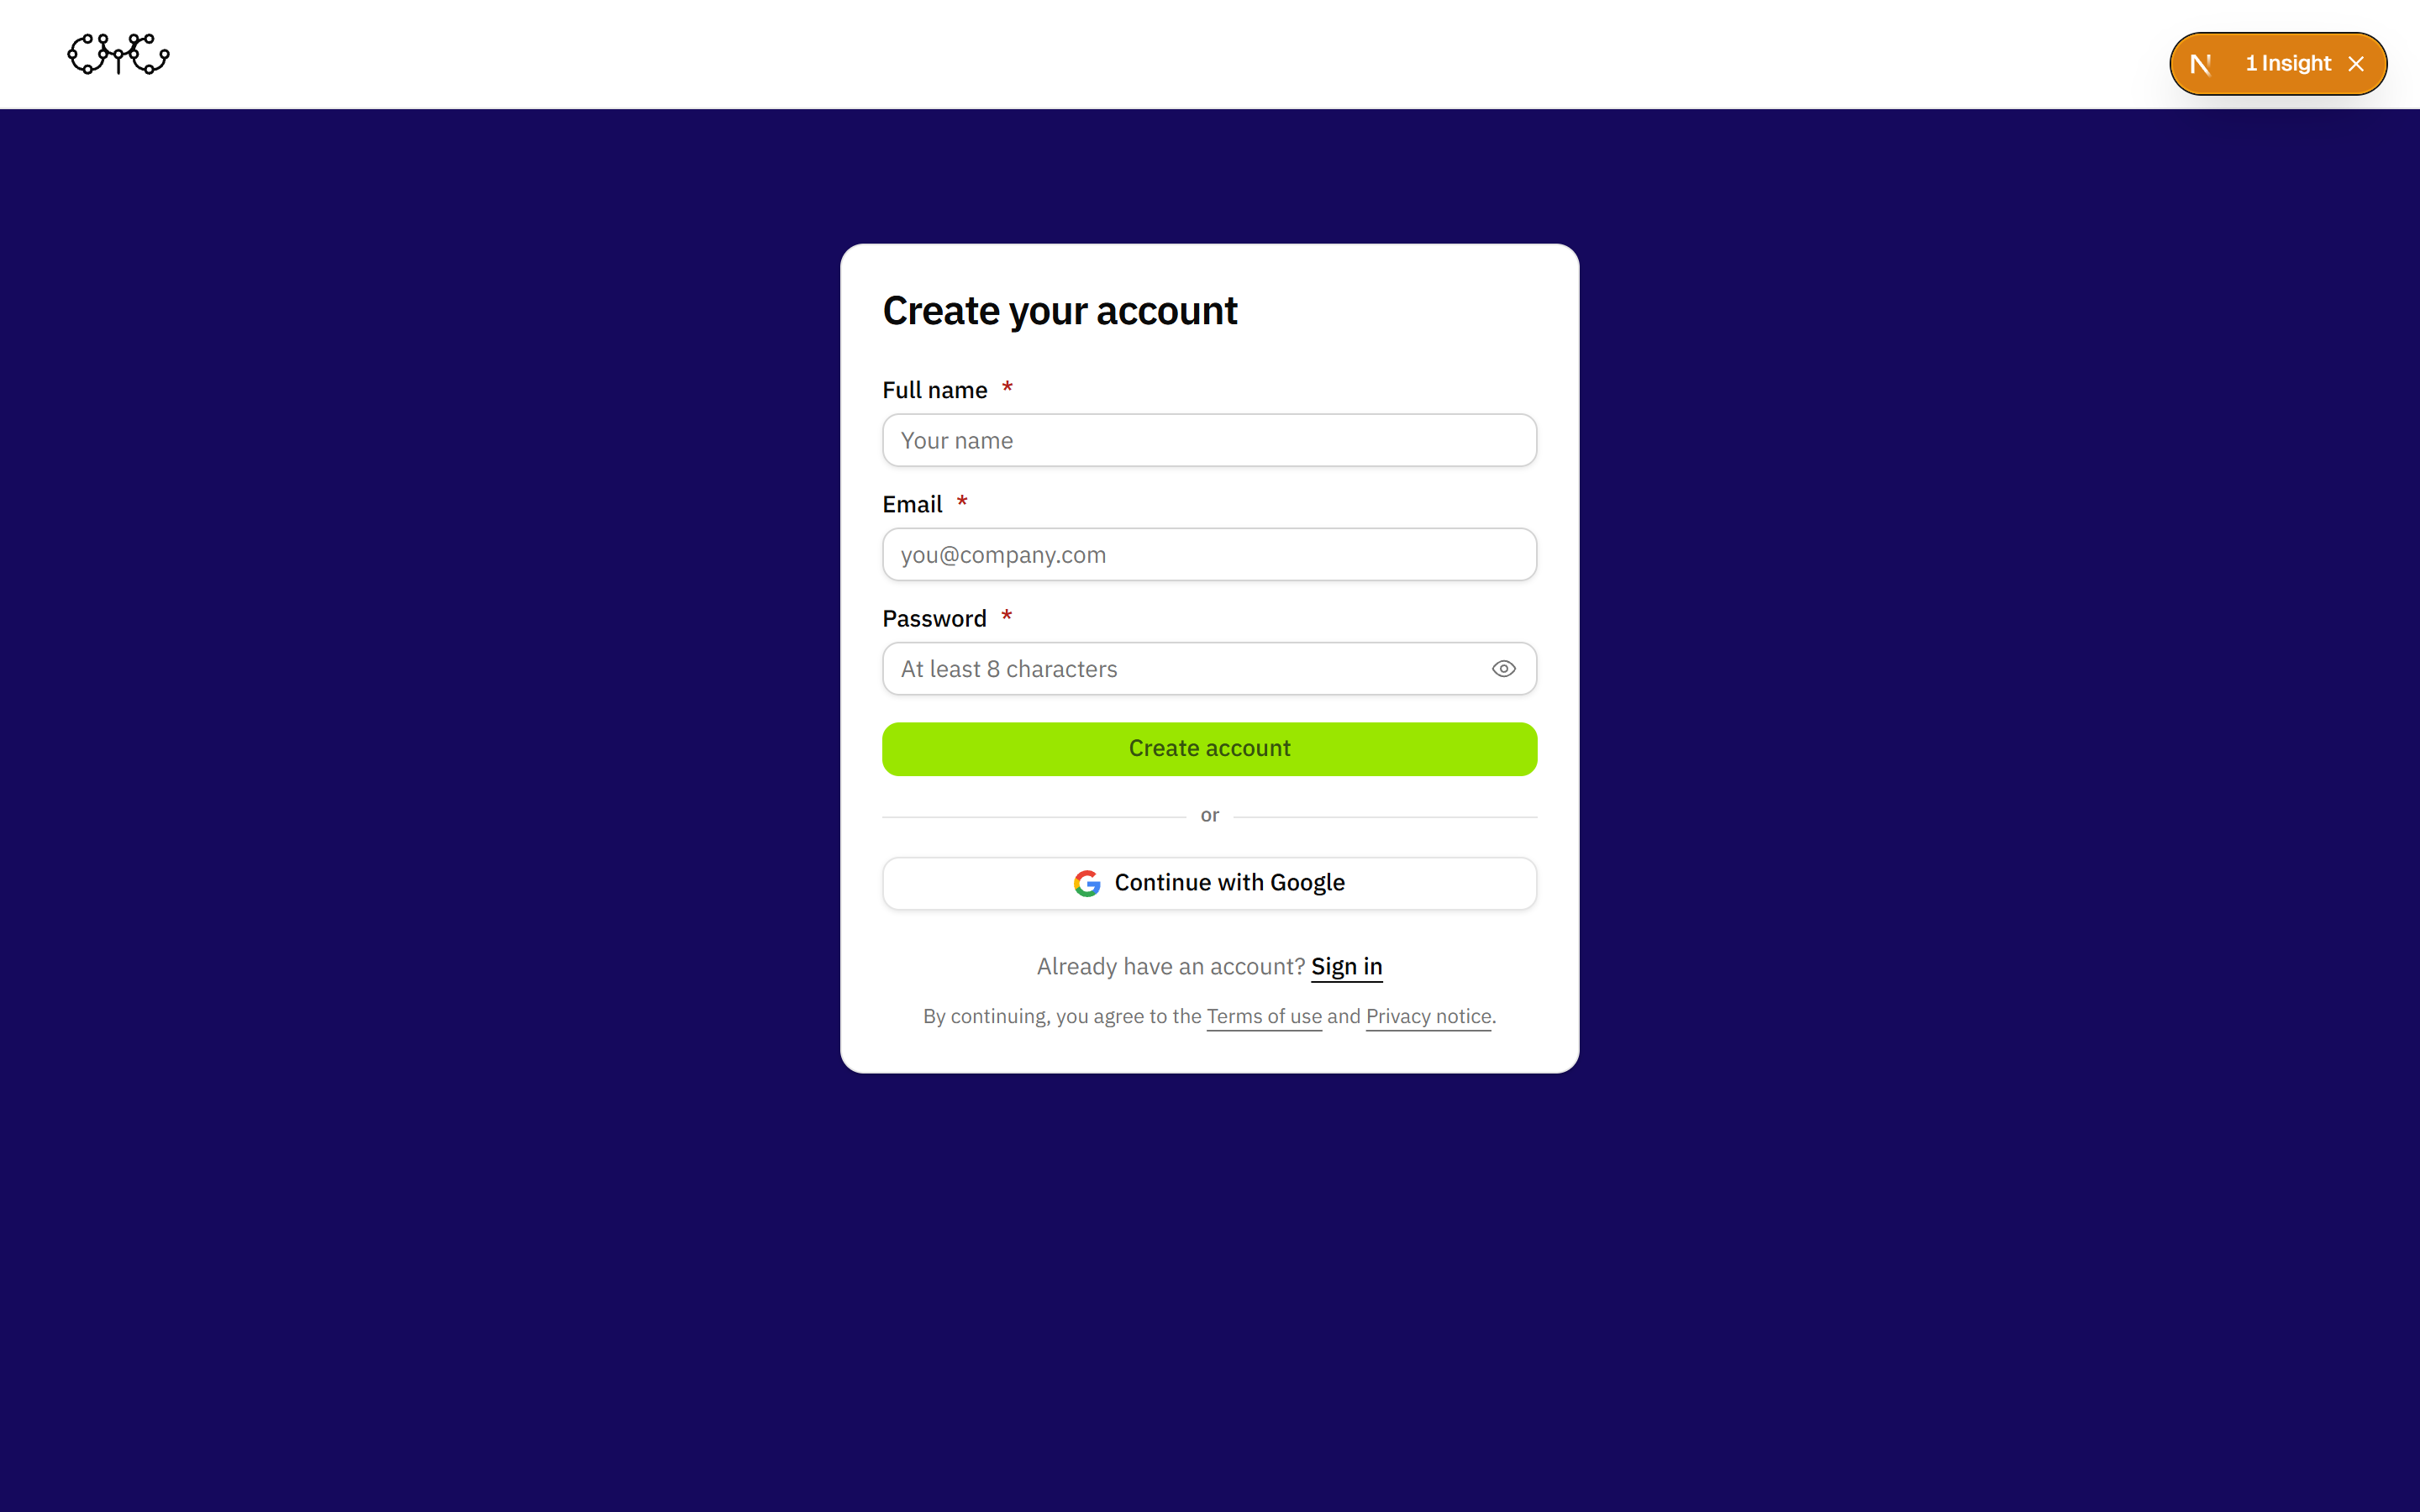 1 Insight
Create your account
Full name *
Your name
Email *
you@company.com
Password *
At least 8 characters
Create account
or
Continue with Google
Already have an account? Sign in
By continuing, you agree to the Terms of use and Privacy notice.